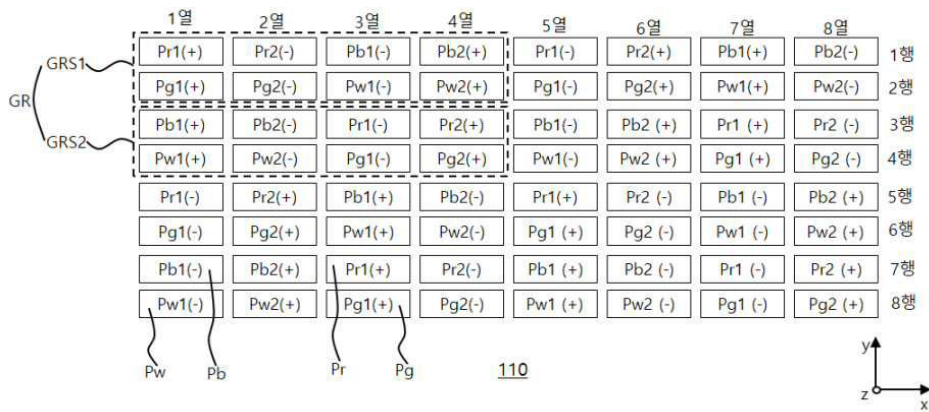 1열 2열 3열 4열 5열 6열 7열 8열
Pr1(+) Pr2(-) Pb1(-) Pb2(+) Pr1(-) Pr2(+) Pb1(+) Pb2(-) 1행
GRS1
Pg1(+) Pg2(-) Pw1(-) Pw2(+) Pg1(-) Pg2(+) Pw1(+) Pw2(-) 2행
GR
Pb1(+) Pb2(-) Pr1(-) Pr2(+) Pb1(-) Pb2 (+) Pr1 (+) Pr2 (-) 3행
GRS2
Pw1(+) Pw2(-) Pg1(-) Pg2(+) Pw1(-) Pw2 (+) Pg1 (+) Pg2 (-) 4행
Pr1(-) Pr2(+) Pb1(+) Pb2(-) Pr1(+) Pr2 (-) Pb1 (-) Pb2 (+) 5행
Pg1(-) Pg2(+) Pw1(+) Pw2(-) Pg1 (+) Pg2 (-) Pw1 (-) Pw2 (+) 6행
Pb1(-) Pb2(+) Pr1(+) Pr2(-) Pb1 (+) Pb2 (-) Pr1 (-) Pr2 (+) 7행
Pw1(-) Pw2(+) Pg1(+) Pg2(-) Pw1 (+) Pw2 (-) Pg1 (-) Pg2 (+) 8행
Pw Pb Pr Pg 110
y
z x